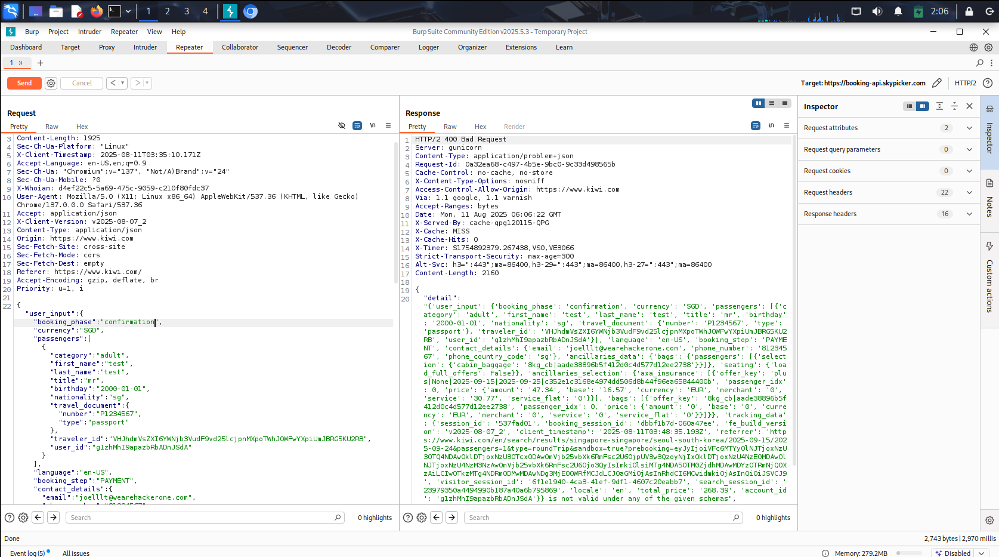 1 2 3 4 2:06
Burp Project Intruder Repeater View Help Burp Suite Community Edition v2025.5.3 - Temporary Project
Dashboard Target Proxy Intruder Repeater Collaborator Sequencer Decoder Comparer Logger Organizer Extensions Learn
1 × +
Send Cancel < > Target: https://booking-api.skypicker.com HTTP/2
Request
Pretty Raw Hex \n
3 Content-Length: 1925
4 Sec-Ch-Ua-Platform: "Linux"
5 X-Client-Timestamp: 2025-08-11T03:35:10.171Z
6 Accept-Language: en-US,en;q=0.9
7 Sec-Ch-Ua: "Chromium";v="137", "Not/A)Brand";v="24"
8 Sec-Ch-Ua-Mobile: ?0
9 X-Whoiam: d4ef22c5-5a69-475c-9059-c210f80fdc37
10 User-Agent: Mozilla/5.0 (X11; Linux x86_64) AppleWebKit/537.36 (KHTML, like Gecko)
Chrome/137.0.0.0 Safari/537.36
11 Accept: application/json
12 X-Client-Version: v2025-08-07_2
13 Content-Type: application/json
14 Origin: https://www.kiwi.com
15 Sec-Fetch-Site: cross-site
16 Sec-Fetch-Mode: cors
17 Sec-Fetch-Dest: empty
18 Referer: https://www.kiwi.com/
19 Accept-Encoding: gzip, deflate, br
20 Priority: u=1, i
21
22 {
"user_input":{
"booking_phase":"confirmation",
"currency":"SGD",
"passengers":[
{
"category":"adult",
"first_name":"test",
"last_name":"test",
"title":"mr",
"birthday":"2000-01-01",
"nationality":"sg",
"travel_document":{
"number":"P1234567",
"type":"passport"
},
"traveler_id":"VHJhdmVsZXI6YWNjb3VudF9vd25lcjpnMXpoTWhJOWFwYXpiUmJBRG5KU2RB",
"user_id":"g1zhMhI9apazbRbADnJSdA"
}
],
"language":"en-US",
"booking_step":"PAYMENT",
"contact_details":{
"email":"joelllt@wearehackerone.com",
Search 0 highlights
Response
Pretty Raw Hex Render \n
1 HTTP/2 400 Bad Request
2 Server: gunicorn
3 Content-Type: application/problem+json
4 Request-Id: 0a32ea68-c497-4b5e-9bc0-9c33d498565b
5 Cache-Control: no-cache, no-store
6 X-Content-Type-Options: nosniff
7 Access-Control-Allow-Origin: https://www.kiwi.com
8 Via: 1.1 google, 1.1 varnish
9 Accept-Ranges: bytes
10 Date: Mon, 11 Aug 2025 06:06:22 GMT
11 X-Served-By: cache-qpg120115-QPG
12 X-Cache: MISS
13 X-Cache-Hits: 0
14 X-Timer: S1754892379.267438,VS0,VE3066
15 Strict-Transport-Security: max-age=300
16 Alt-Svc: h3=":443";ma=86400,h3-29=":443";ma=86400,h3-27=":443";ma=86400
17 Content-Length: 2160
18
19 {
20 "detail":
"{'user_input': {'booking_phase': 'confirmation', 'currency': 'SGD', 'passengers': [{'c
ategory': 'adult', 'first_name': 'test', 'last_name': 'test', 'title': 'mr', 'birthday'
: '2000-01-01', 'nationality': 'sg', 'travel_document': {'number': 'P1234567', 'type':
'passport'}, 'traveler_id': 'VHJhdmVsZXI6YWNjb3VudF9vd25lcjpnMXpoTWhJOWFwYXpiUmJBRG5KU2
RB', 'user_id': 'g1zhMhI9apazbRbADnJSdA'}], 'language': 'en-US', 'booking_step': 'PAYME
NT', 'contact_details': {'email': 'joelllt@wearehackerone.com', 'phone_number': '812345
67', 'phone_country_code': 'sg'}, 'ancillaries_data': {'bags': {'passengers': [{'select
ion': {'cabin_baggage': '8kg_cb|aade38896b5f412d0c4d577d12ee2738'}}]}, 'seating': {'loa
d_full_offers': False}}, 'ancillaries_selection': {'axa_insurance': [{'offer_key': 'plu
s|None|2025-09-15|2025-09-25|c352e1c3168e4974dd506d8b44f96ea65844400b', 'passenger_idx'
: 0, 'price': {'amount': '47.34', 'base': '16.57', 'currency': 'EUR', 'merchant': '0',
'service': '30.77', 'service_flat': '0'}}], 'bags': [{'offer_key': '8kg_cb|aade38896b5f
412d0c4d577d12ee2738', 'passenger_idx': 0, 'price': {'amount': '0', 'base': '0', 'curre
ncy': 'EUR', 'merchant': '0', 'service': '0', 'service_flat': '0'}}]}}, 'tracking_data'
: {'session_id': '537fad01', 'booking_session_id': 'dbbf1b7d-060a47ee', 'fe_build_versi
on': 'v2025-08-07_2', 'client_timestamp': '2025-08-11T03:48:35.193Z', 'referrer': 'http
s://www.kiwi.com/en/search/results/singapore-singapore/seoul-south-korea/2025-09-15/202
5-09-24&passengers=1&type=roundTrip&sandbox=true?prebooking=
', 'visitor_session_id': '6f1e1940-4ca3-41ef-9df1-4607c20eabb7', 'search_session_id': '
23979350a4494990b187a40a6b795869', 'locale': 'en', 'total_price': '268.39', 'account_id
': 'g1zhMhI9apazbRbADnJSdA'}} is not valid under any of the given schemas",
Search 0 highlights
Inspector
Request attributes 2
Request query parameters 0
Request cookies 0
Request headers 22
Response headers 16
Inspector
Notes
Custom actions
Done 2,743 bytes | 2,970 millis
Event log (5) All issues Memory: 279.2MB Disabled